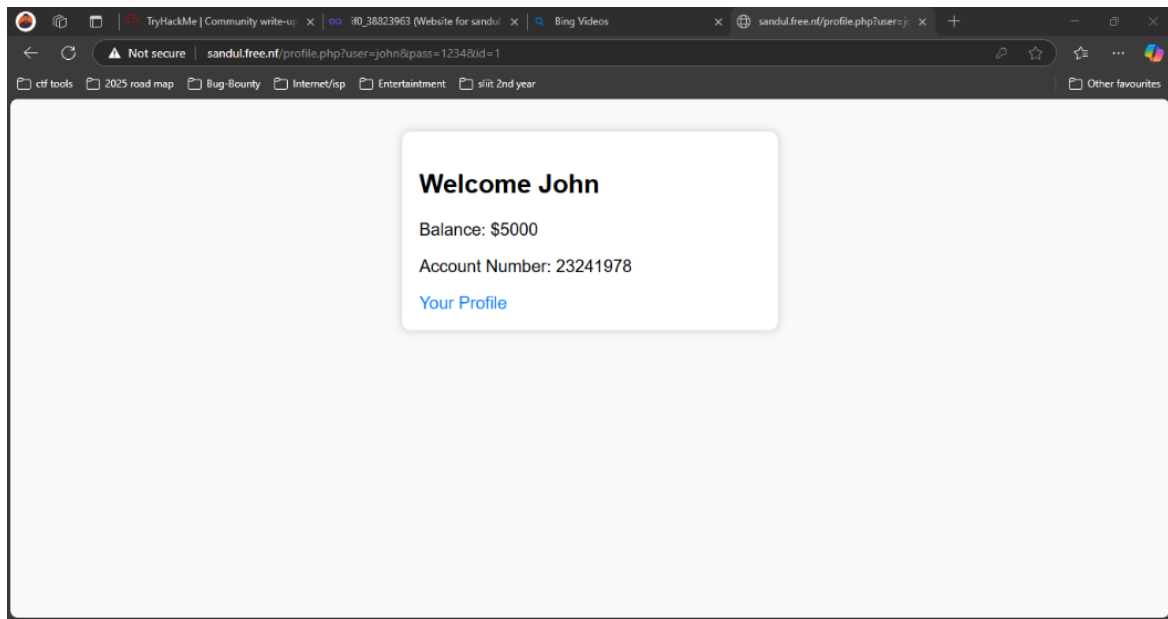 TryHackMe | Community write-up
if0_38823963 (Website for sandul
Bing Videos
sandul.free.nf/profile.php?user=jo
Not secure
sandul.free.nf/profile.php?user=john&pass=1234&id=1
ctf tools
2025 road map
Bug-Bounty
Internet/isp
Entertaintment
sliit 2nd year
Other favourites
Welcome John
Balance: $5000
Account Number: 23241978
Your Profile